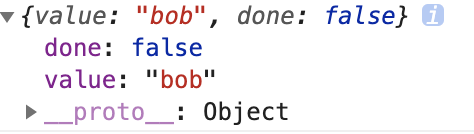 {value: "bob", done: false} i
done: false
value: "bob"
__proto__: Object